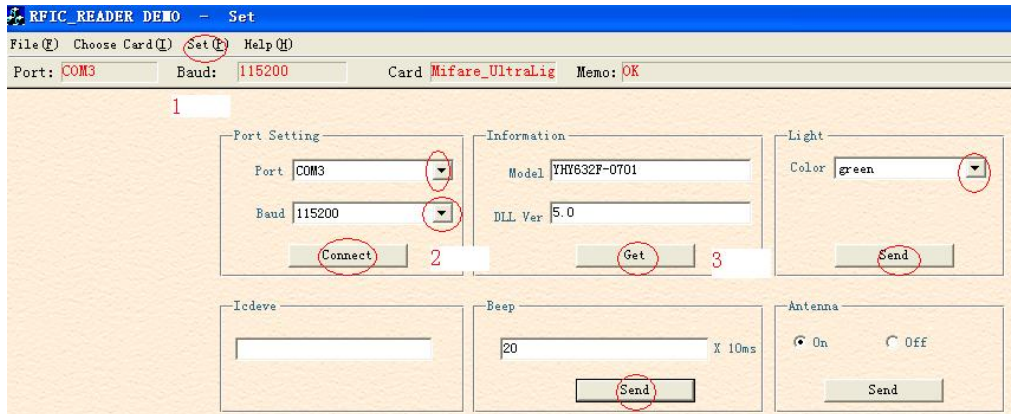 RFIC_READER DEMO - Set
File(F) Choose Card(I) Set(P) Help(H)
Port: COM3 Baud: 115200 Card Mifare_UltraLig Memo: OK
1
Port Setting
Port COM3
Baud 115200
Connect
2
Information
Model YHY632F-0701
DLL Ver 5.0
Get
3
Light
Color green
Send
Icdeve
Beep
20 X 10ms
Send
Antenna
On Off
Send